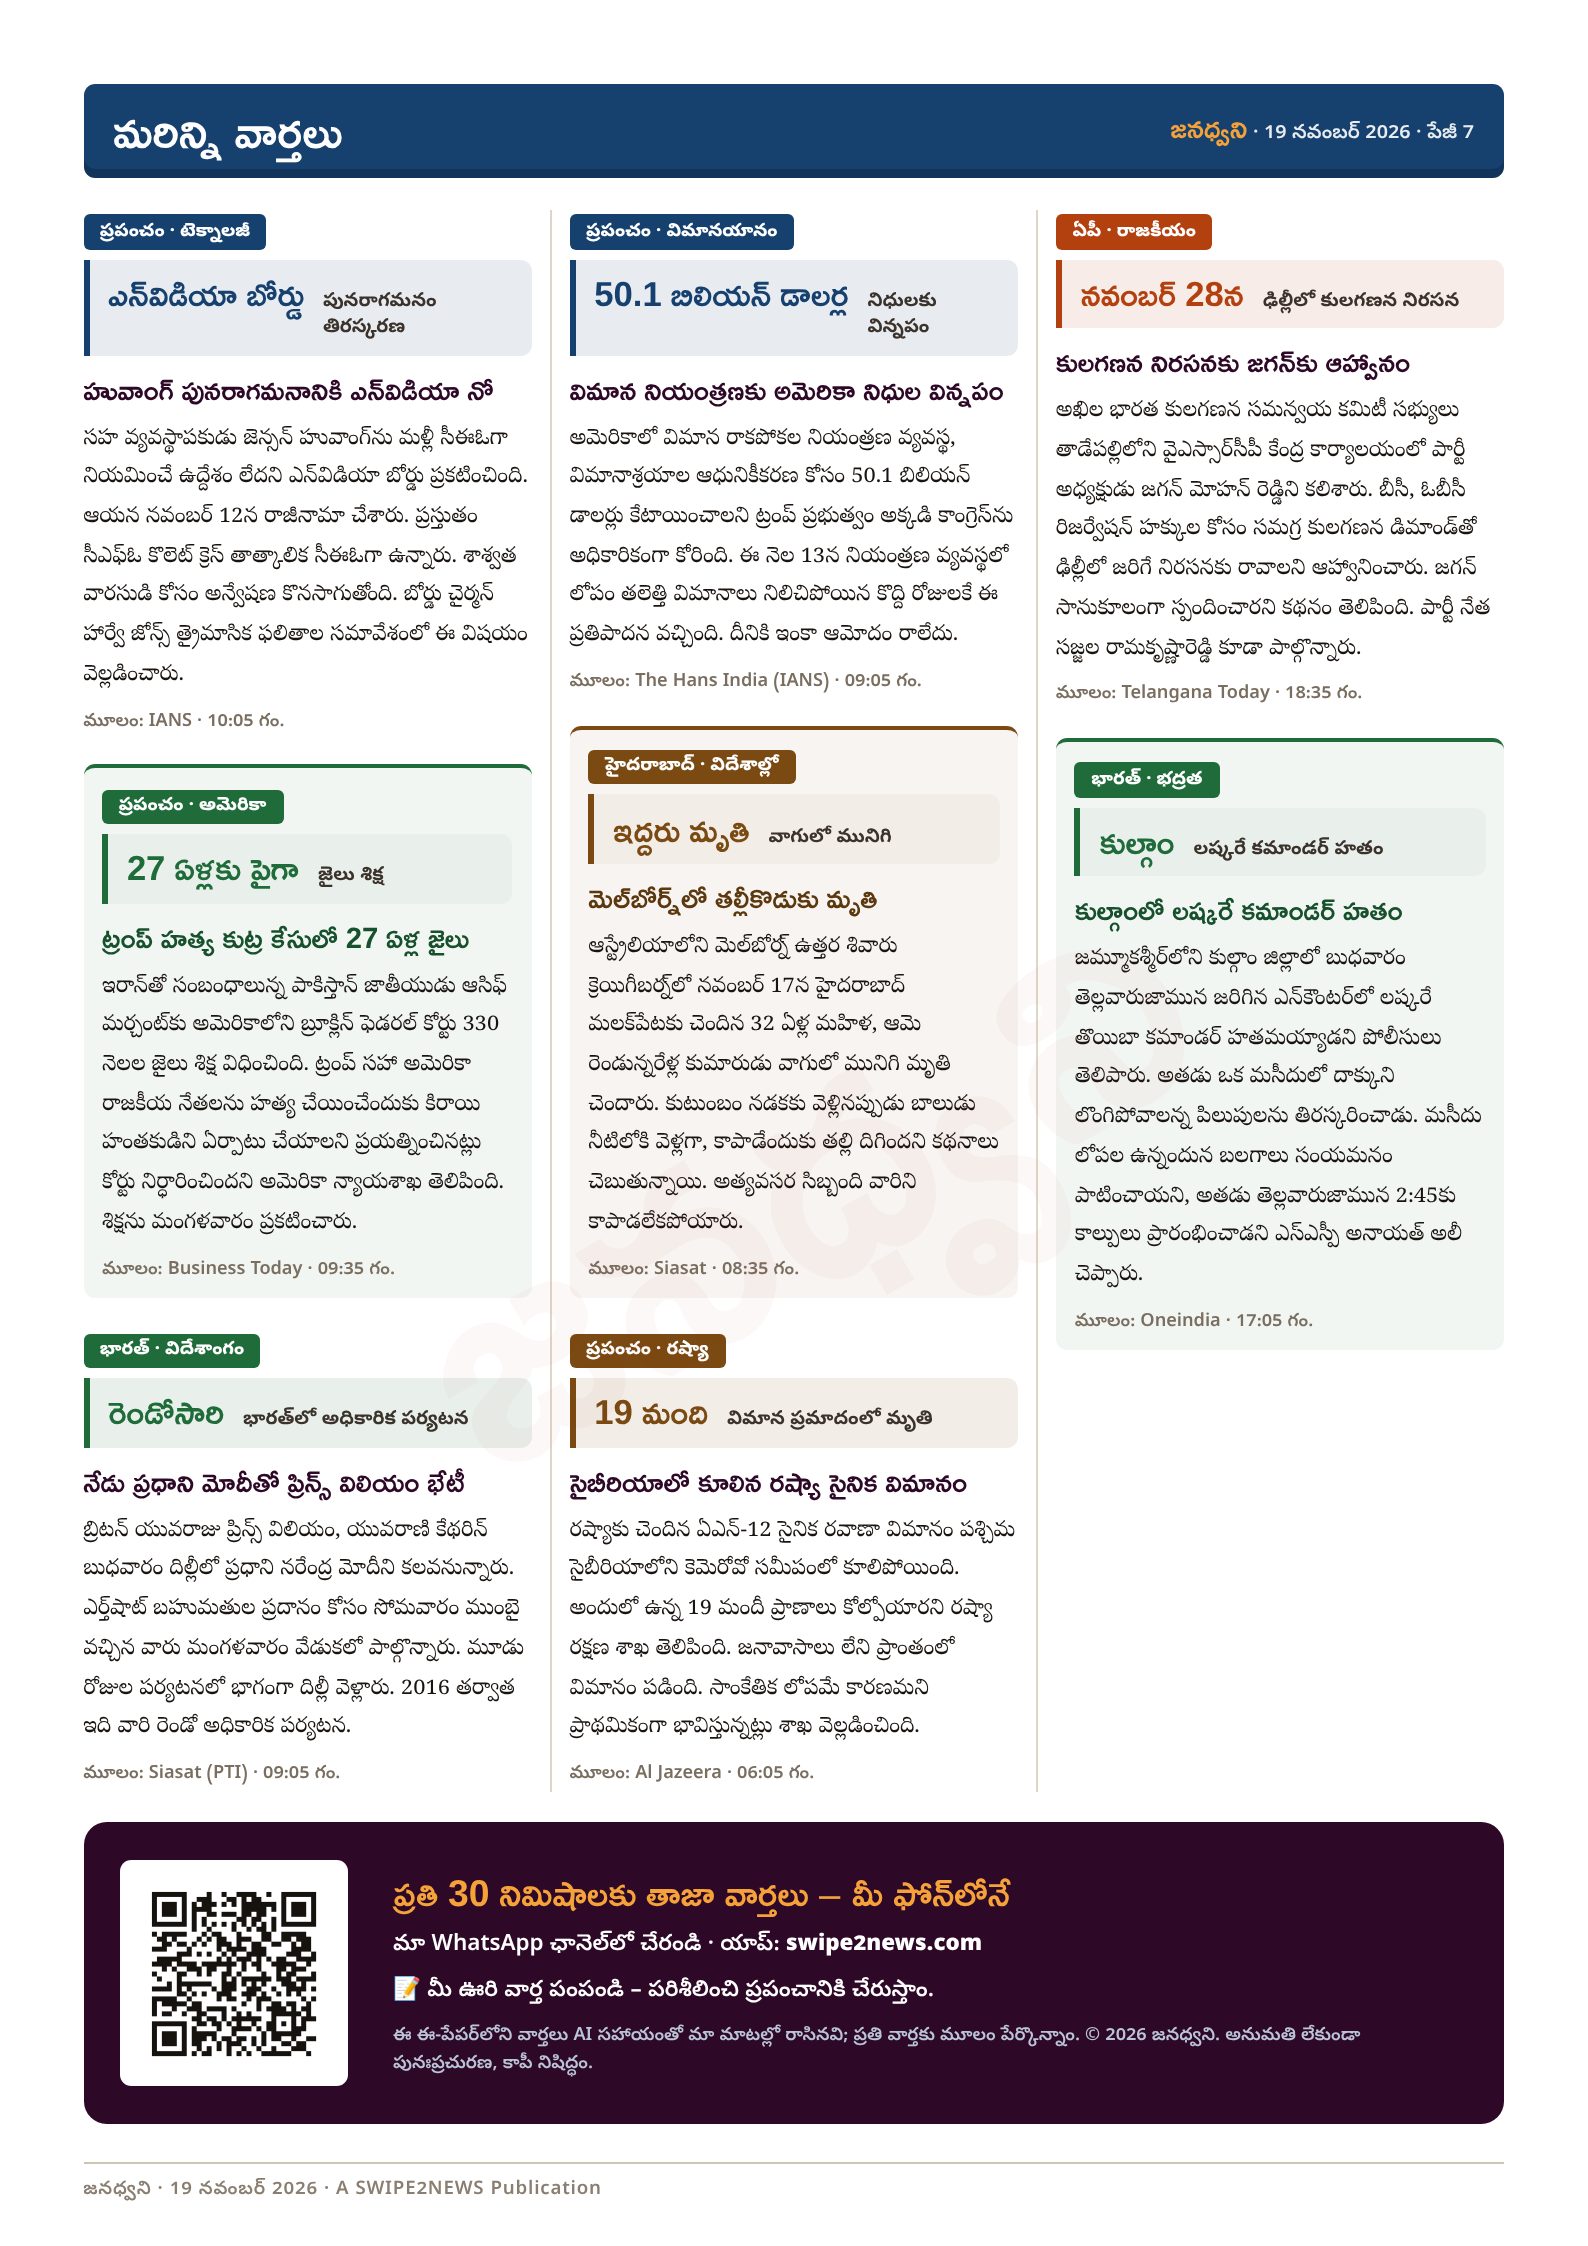 మరిన్ని వార్తలు
జనధ్వని · 19 నవంబర్ 2026 · పేజీ 7
ప్రపంచం · టెక్నాలజీ
ఎన్‌విడియా బోర్డు పునరాగమనం
తిరస్కరణ
హువాంగ్ పునరాగమనానికి ఎన్‌విడియా నో
సహ వ్యవస్థాపకుడు జెన్సన్ హువాంగ్‌ను మళ్లీ సీఈఓగా
నియమించే ఉద్దేశం లేదని ఎన్‌విడియా బోర్డు ప్రకటించింది.
ఆయన నవంబర్ 12న రాజీనామా చేశారు. ప్రస్తుతం
సీఎఫ్ఓ కొలెట్ క్రెస్ తాత్కాలిక సీఈఓగా ఉన్నారు. శాశ్వత
వారసుడి కోసం అన్వేషణ కొనసాగుతోంది. బోర్డు చైర్మన్
హార్వే జోన్స్ త్రైమాసిక ఫలితాల సమావేశంలో ఈ విషయం
వెల్లడించారు.
మూలం: IANS · 10:05 గం.
ప్రపంచం · అమెరికా
27 ఏళ్లకు పైగా జైలు శిక్ష
ట్రంప్ హత్య కుట్ర కేసులో 27 ఏళ్ల జైలు
ఇరాన్‌తో సంబంధాలున్న పాకిస్తాన్ జాతీయుడు ఆసిఫ్
మర్చంట్‌కు అమెరికాలోని బ్రూక్లిన్ ఫెడరల్ కోర్టు 330
నెలల జైలు శిక్ష విధించింది. ట్రంప్ సహా అమెరికా
రాజకీయ నేతలను హత్య చేయించేందుకు కిరాయి
హంతకుడిని ఏర్పాటు చేయాలని ప్రయత్నించినట్లు
కోర్టు నిర్ధారించిందని అమెరికా న్యాయశాఖ తెలిపింది.
శిక్షను మంగళవారం ప్రకటించారు.
మూలం: Business Today · 09:35 గం.
భారత్ · విదేశాంగం
రెండోసారి భారత్‌లో అధికారిక పర్యటన
నేడు ప్రధాని మోదీతో ప్రిన్స్ విలియం భేటీ
బ్రిటన్ యువరాజు ప్రిన్స్ విలియం, యువరాణి కేథరిన్
బుధవారం దిల్లీలో ప్రధాని నరేంద్ర మోదీని కలవనున్నారు.
ఎర్త్‌షాట్ బహుమతుల ప్రదానం కోసం సోమవారం ముంబై
వచ్చిన వారు మంగళవారం వేడుకలో పాల్గొన్నారు. మూడు
రోజుల పర్యటనలో భాగంగా దిల్లీ వెళ్లారు. 2016 తర్వాత
ఇది వారి రెండో అధికారిక పర్యటన.
మూలం: Siasat (PTI) · 09:05 గం.
ప్రపంచం · విమానయానం
50.1 బిలియన్ డాలర్ల నిధులకు
విన్నపం
విమాన నియంత్రణకు అమెరికా నిధుల విన్నపం
అమెరికాలో విమాన రాకపోకల నియంత్రణ వ్యవస్థ,
విమానాశ్రయాల ఆధునికీకరణ కోసం 50.1 బిలియన్
డాలర్లు కేటాయించాలని ట్రంప్ ప్రభుత్వం అక్కడి కాంగ్రెస్‌ను
అధికారికంగా కోరింది. ఈ నెల 13న నియంత్రణ వ్యవస్థలో
లోపం తలెత్తి విమానాలు నిలిచిపోయిన కొద్ది రోజులకే ఈ
ప్రతిపాదన వచ్చింది. దీనికి ఇంకా ఆమోదం రాలేదు.
మూలం: The Hans India (IANS) · 09:05 గం.
హైదరాబాద్ · విదేశాల్లో
ఇద్దరు మృతి వాగులో మునిగి
మెల్‌బోర్న్‌లో తల్లీకొడుకు మృతి
ఆస్ట్రేలియాలోని మెల్‌బోర్న్ ఉత్తర శివారు
క్రెయిగీబర్న్‌లో నవంబర్ 17న హైదరాబాద్
మలక్‌పేటకు చెందిన 32 ఏళ్ల మహిళ, ఆమె
రెండున్నరేళ్ల కుమారుడు వాగులో మునిగి మృతి
చెందారు. కుటుంబం నడకకు వెళ్లినప్పుడు బాలుడు
నీటిలోకి వెళ్లగా, కాపాడేందుకు తల్లి దిగిందని కథనాలు
చెబుతున్నాయి. అత్యవసర సిబ్బంది వారిని
కాపాడలేకపోయారు.
మూలం: Siasat · 08:35 గం.
ప్రపంచం · రష్యా
19 మంది విమాన ప్రమాదంలో మృతి
సైబీరియాలో కూలిన రష్యా సైనిక విమానం
రష్యాకు చెందిన ఏఎన్-12 సైనిక రవాణా విమానం పశ్చిమ
సైబీరియాలోని కెమెరోవో సమీపంలో కూలిపోయింది.
అందులో ఉన్న 19 మందీ ప్రాణాలు కోల్పోయారని రష్యా
రక్షణ శాఖ తెలిపింది. జనావాసాలు లేని ప్రాంతంలో
విమానం పడింది. సాంకేతిక లోపమే కారణమని
ప్రాథమికంగా భావిస్తున్నట్లు శాఖ వెల్లడించింది.
మూలం: Al Jazeera · 06:05 గం.
ఏపీ · రాజకీయం
నవంబర్ 28న ఢిల్లీలో కులగణన నిరసన
కులగణన నిరసనకు జగన్‌కు ఆహ్వానం
అఖిల భారత కులగణన సమన్వయ కమిటీ సభ్యులు
తాడేపల్లిలోని వైఎస్సార్‌సీపీ కేంద్ర కార్యాలయంలో పార్టీ
అధ్యక్షుడు జగన్ మోహన్ రెడ్డిని కలిశారు. బీసీ, ఓబీసీ
రిజర్వేషన్ హక్కుల కోసం సమగ్ర కులగణన డిమాండ్‌తో
ఢిల్లీలో జరిగే నిరసనకు రావాలని ఆహ్వానించారు. జగన్
సానుకూలంగా స్పందించారని కథనం తెలిపింది. పార్టీ నేత
సజ్జల రామకృష్ణారెడ్డి కూడా పాల్గొన్నారు.
మూలం: Telangana Today · 18:35 గం.
భారత్ · భద్రత
కుల్గాం లష్కరే కమాండర్ హతం
కుల్గాంలో లష్కరే కమాండర్ హతం
జమ్మూకశ్మీర్‌లోని కుల్గాం జిల్లాలో బుధవారం
తెల్లవారుజామున జరిగిన ఎన్‌కౌంటర్‌లో లష్కరే
తొయిబా కమాండర్ హతమయ్యాడని పోలీసులు
తెలిపారు. అతడు ఒక మసీదులో దాక్కుని
లొంగిపోవాలన్న పిలుపులను తిరస్కరించాడు. మసీదు
లోపల ఉన్నందున బలగాలు సంయమనం
పాటించాయని, అతడు తెల్లవారుజామున 2:45కు
కాల్పులు ప్రారంభించాడని ఎస్ఎస్పీ అనాయత్ అలీ
చెప్పారు.
మూలం: Oneindia · 17:05 గం.
జనధ్వని
ప్రతి 30 నిమిషాలకు తాజా వార్తలు – మీ ఫోన్‌లోనే
మా WhatsApp ఛానెల్‌లో చేరండి · యాప్: swipe2news.com
📝 మీ ఊరి వార్త పంపండి – పరిశీలించి ప్రపంచానికి చేరుస్తాం.
ఈ ఈ-పేపర్‌లోని వార్తలు AI సహాయంతో మా మాటల్లో రాసినవి; ప్రతి వార్తకు మూలం పేర్కొన్నాం. © 2026 జనధ్వని. అనుమతి లేకుండా
పునఃప్రచురణ, కాపీ నిషిద్ధం.
జనధ్వని · 19 నవంబర్ 2026 · A SWIPE2NEWS Publication